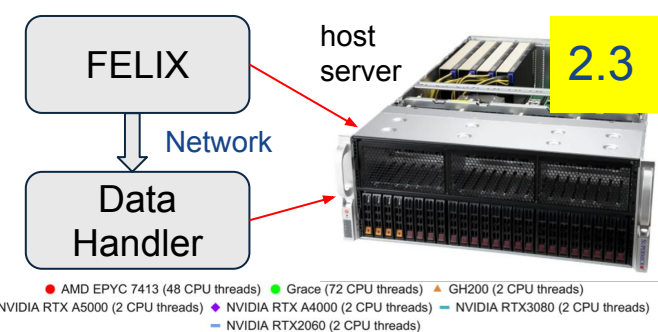 FELIX
host
server
2.3
Network
Data
Handler
AMD EPYC 7413 (48 CPU threads) Grace (72 CPU threads) GH200 (2 CPU threads)
NVIDIA RTX A5000 (2 CPU threads) NVIDIA RTX A4000 (2 CPU threads) NVIDIA RTX3080 (2 CPU threads)
NVIDIA RTX2060 (2 CPU threads)